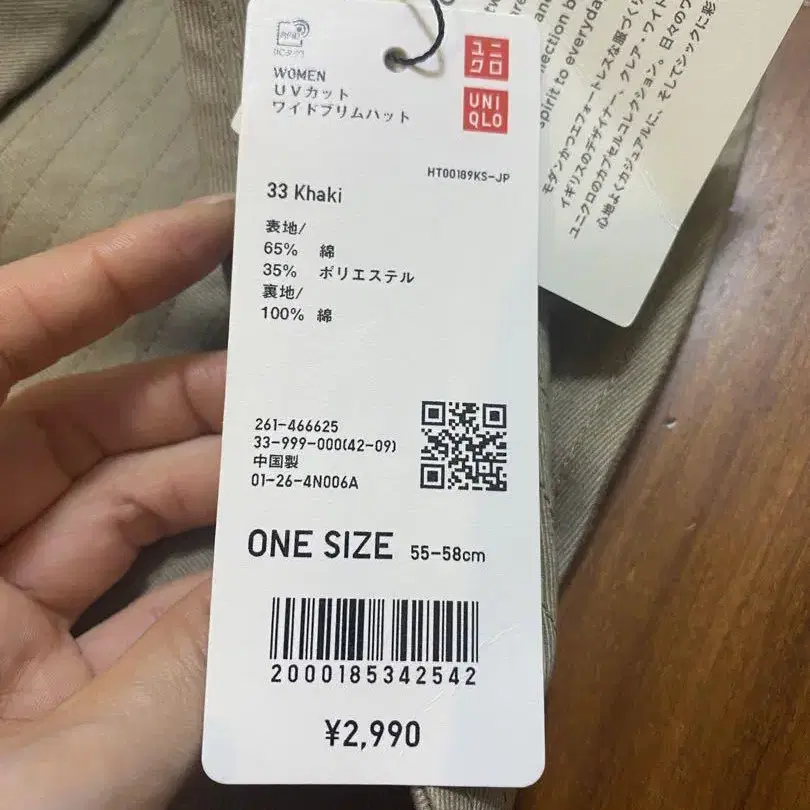 WOMEN
UVカット
ワイドブリムハット
ユニ
クロ
UNI
QLO
HT00189KS-JP
33 Khaki
表地/
65% 綿
35% ポリエステル
裏地/
100% 綿
261-466625
33-999-000(42-09)
中国製
01-26-4N006A
ONE SIZE 55-58cm
2000185342542
¥2,990
spirit to everyday
モダンかつエフォートレスな服づくり
イギリスのデザイナー、クレア・ワイト
ユニクロのカプセルコレクション。日々のワ
心地よくカジュアルに、そしてシックに彩